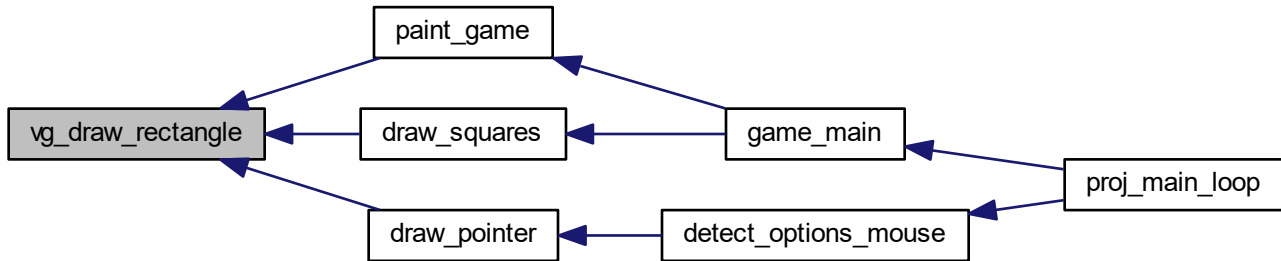 paint_game
vg_draw_rectangle
draw_squares
game_main
proj_main_loop
draw_pointer
detect_options_mouse